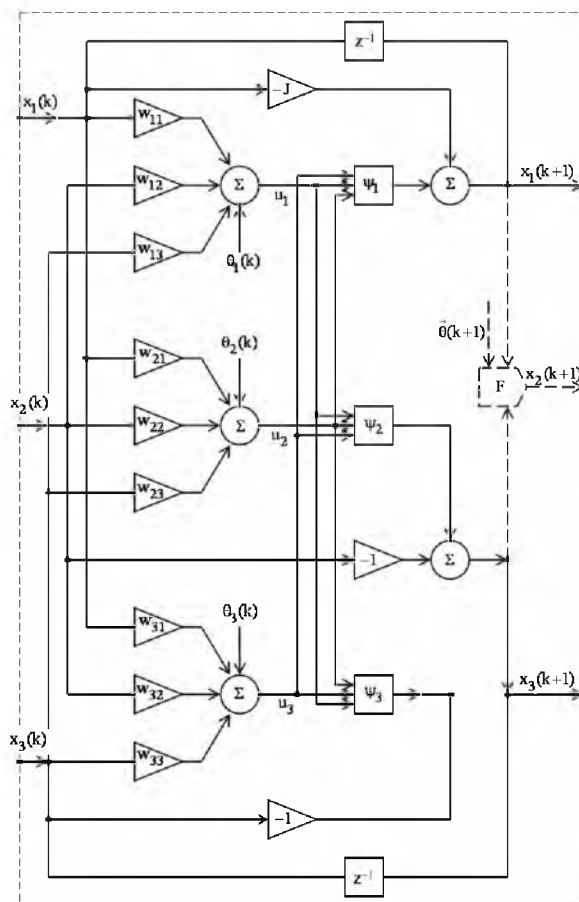 z⁻¹
x₁(k)
w₁₁
-J
w₁₂
Σ
u₁
ψ₁
Σ
x₁(k+1)
w₁₃
θ₁(k)
θ⃗(k+1)
w₂₁
θ₂(k)
F
x₂(k+1)
x₂(k)
w₂₂
Σ
u₂
ψ₂
w₂₃
-1
Σ
w₃₁
θ₃(k)
w₃₂
Σ
u₃
ψ₃
x₃(k+1)
x₃(k)
w₃₃
-1
z⁻¹